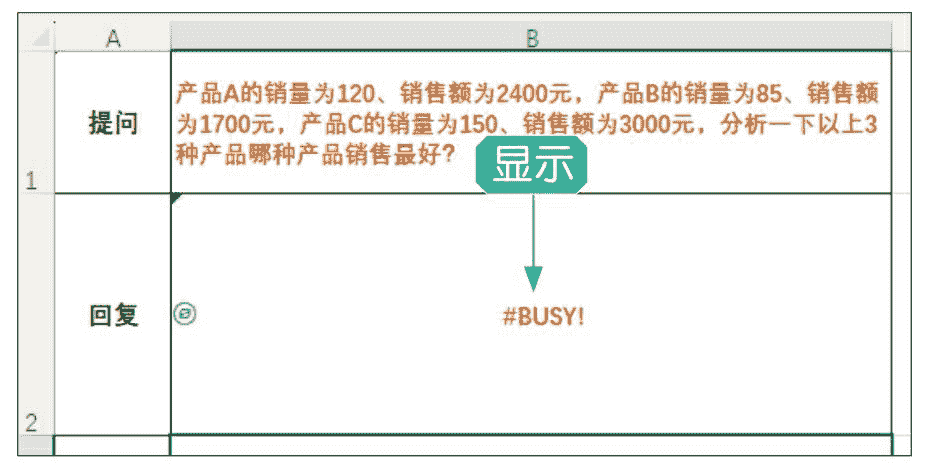 A
B
提问
产品A的销量为120、销售额为2400元，产品B的销量为85、销售额
为1700元，产品C的销量为150、销售额为3000元，分析一下以上3
种产品哪种产品销售最好?
显示
1
回复
#BUSY!
2